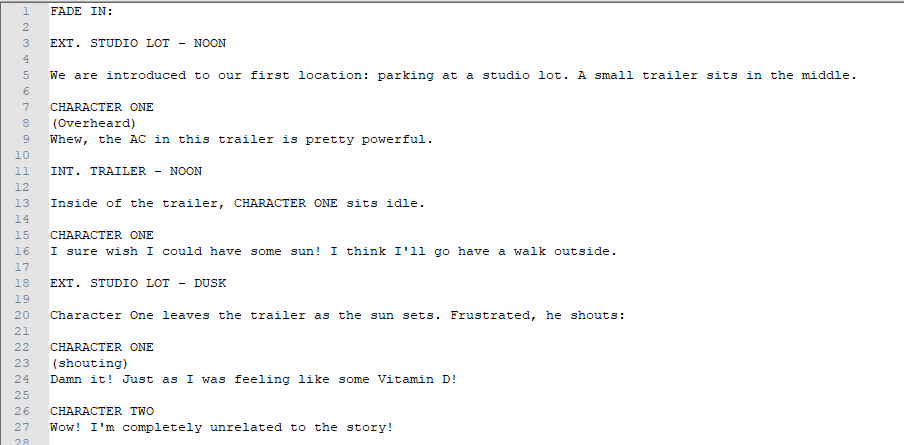 1 FADE IN:
2
3 EXT. STUDIO LOT - NOON
4
5 We are introduced to our first location: parking at a studio lot. A small trailer sits in the middle.
6
7 CHARACTER ONE
8 (Overheard)
9 Whew, the AC in this trailer is pretty powerful.
10
11 INT. TRAILER - NOON
12
13 Inside of the trailer, CHARACTER ONE sits idle.
14
15 CHARACTER ONE
16 I sure wish I could have some sun! I think I'll go have a walk outside.
17
18 EXT. STUDIO LOT - DUSK
19
20 Character One leaves the trailer as the sun sets. Frustrated, he shouts:
21
22 CHARACTER ONE
23 (shouting)
24 Damn it! Just as I was feeling like some Vitamin D!
25
26 CHARACTER TWO
27 Wow! I'm completely unrelated to the story!
28